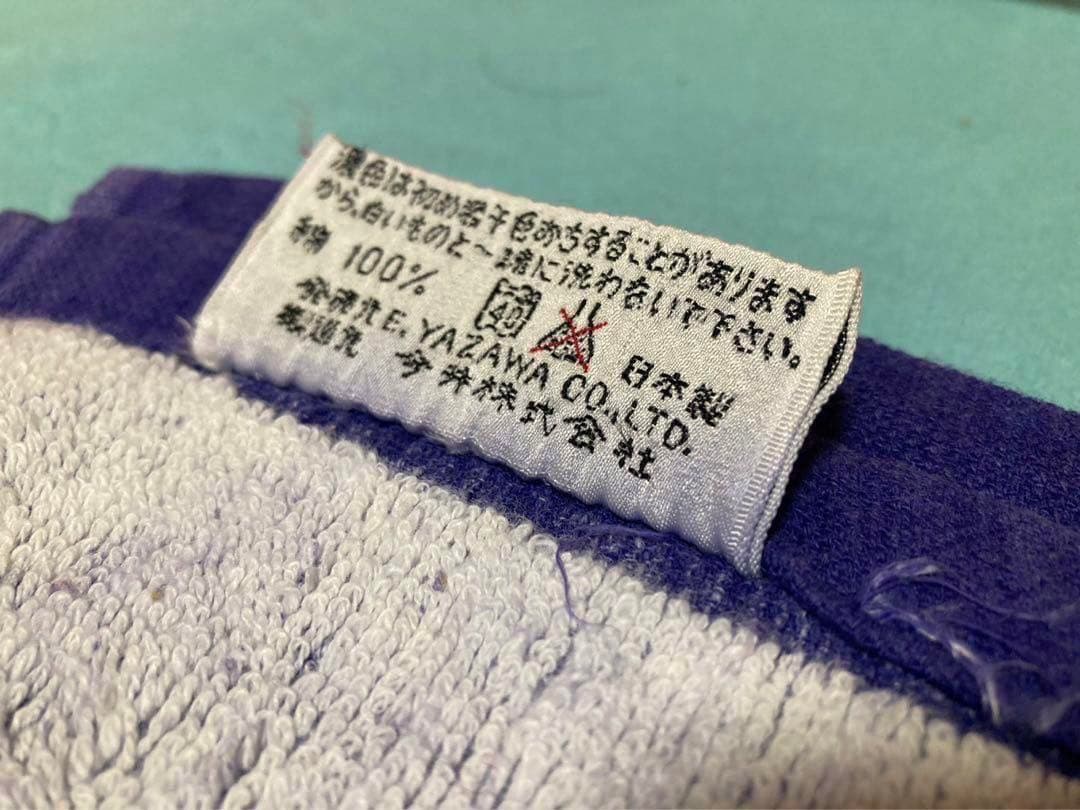 濃色は初め若干色おちすることがあります
から、白いものと一緒に洗わないで下さい。
綿 100% 40 日本製
発売元 E. YAZAWA CO., LTD.
製造元 今井株式会社